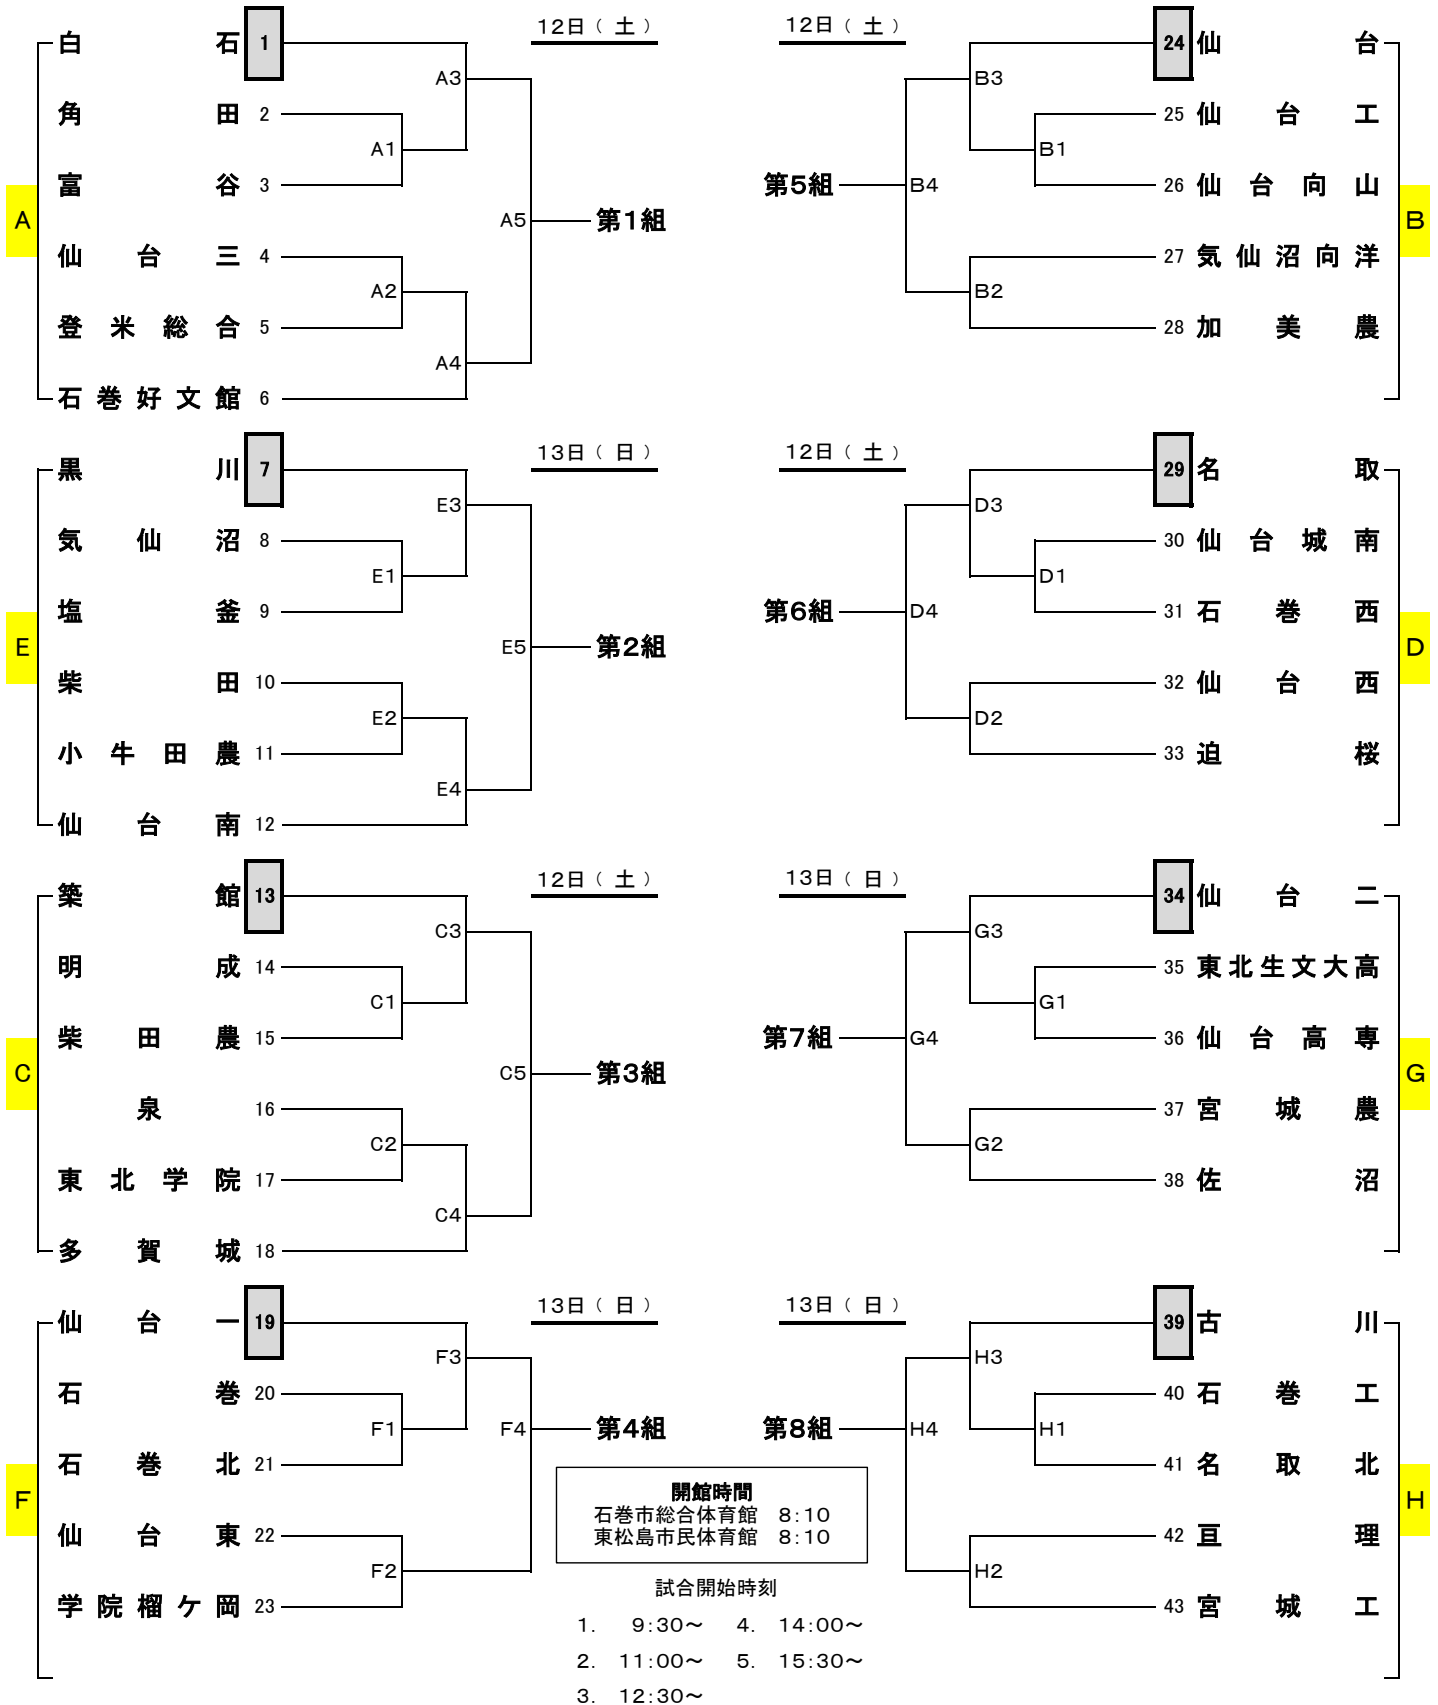 12日（ 土 ）
A
白石 1
角田 2
富谷 3
仙台三 4
登米総合 5
石巻好文館 6
A1
A2
A3
A4
A5
第1組
12日（ 土 ）
B
24 仙台
25 仙台工
26 仙台向山
27 気仙沼向洋
28 加美農
B1
B2
B3
B4
第5組
13日（ 日 ）
E
黒川 7
気仙沼 8
塩釜 9
柴田 10
小牛田農 11
仙台南 12
E1
E2
E3
E4
E5
第2組
12日（ 土 ）
D
29 名取
30 仙台城南
31 石巻西
32 仙台西
33 迫桜
D1
D2
D3
D4
第6組
12日（ 土 ）
C
築館 13
明成 14
柴田農 15
泉 16
東北学院 17
多賀城 18
C1
C2
C3
C4
C5
第3組
13日（ 日 ）
G
34 仙台二
35 東北生文大高
36 仙台高専
37 宮城農
38 佐沼
G1
G2
G3
G4
第7組
13日（ 日 ）
F
仙台一 19
石巻 20
石巻北 21
仙台東 22
学院榴ケ岡 23
F1
F2
F3
F4
第4組
13日（ 日 ）
H
39 古川
40 石巻工
41 名取北
42 亘理
43 宮城工
H1
H2
H3
H4
第8組
開館時間
石巻市総合体育館 8:10
東松島市民体育館 8:10
試合開始時刻
1. 9:30～ 4. 14:00～
2. 11:00～ 5. 15:30～
3. 12:30～